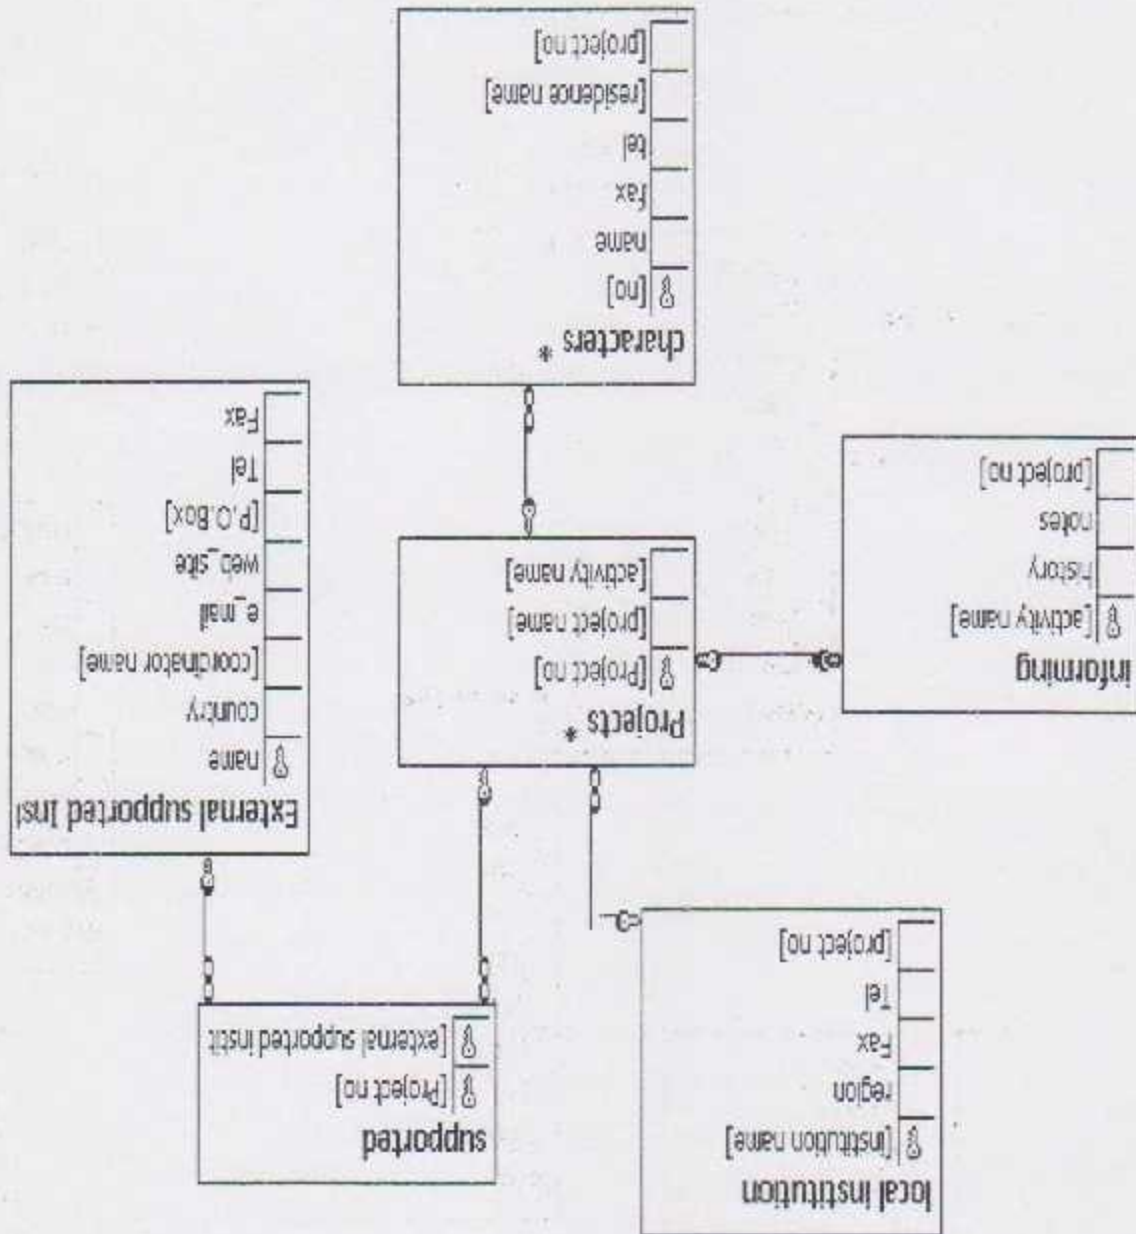 local institution
[institution name]
region
Fax
Tel
[project no]
supported
[Project no]
[external supported instit
informing
[activity name]
history
notes
[project no]
Projects *
[Project no]
[project name]
[activity name]
External supported Inst
name
country
[coordinator name]
e_mail
web_site
[P.O.Box]
Tel
Fax
characters *
[no]
name
fax
tel
[residence name]
[project no]